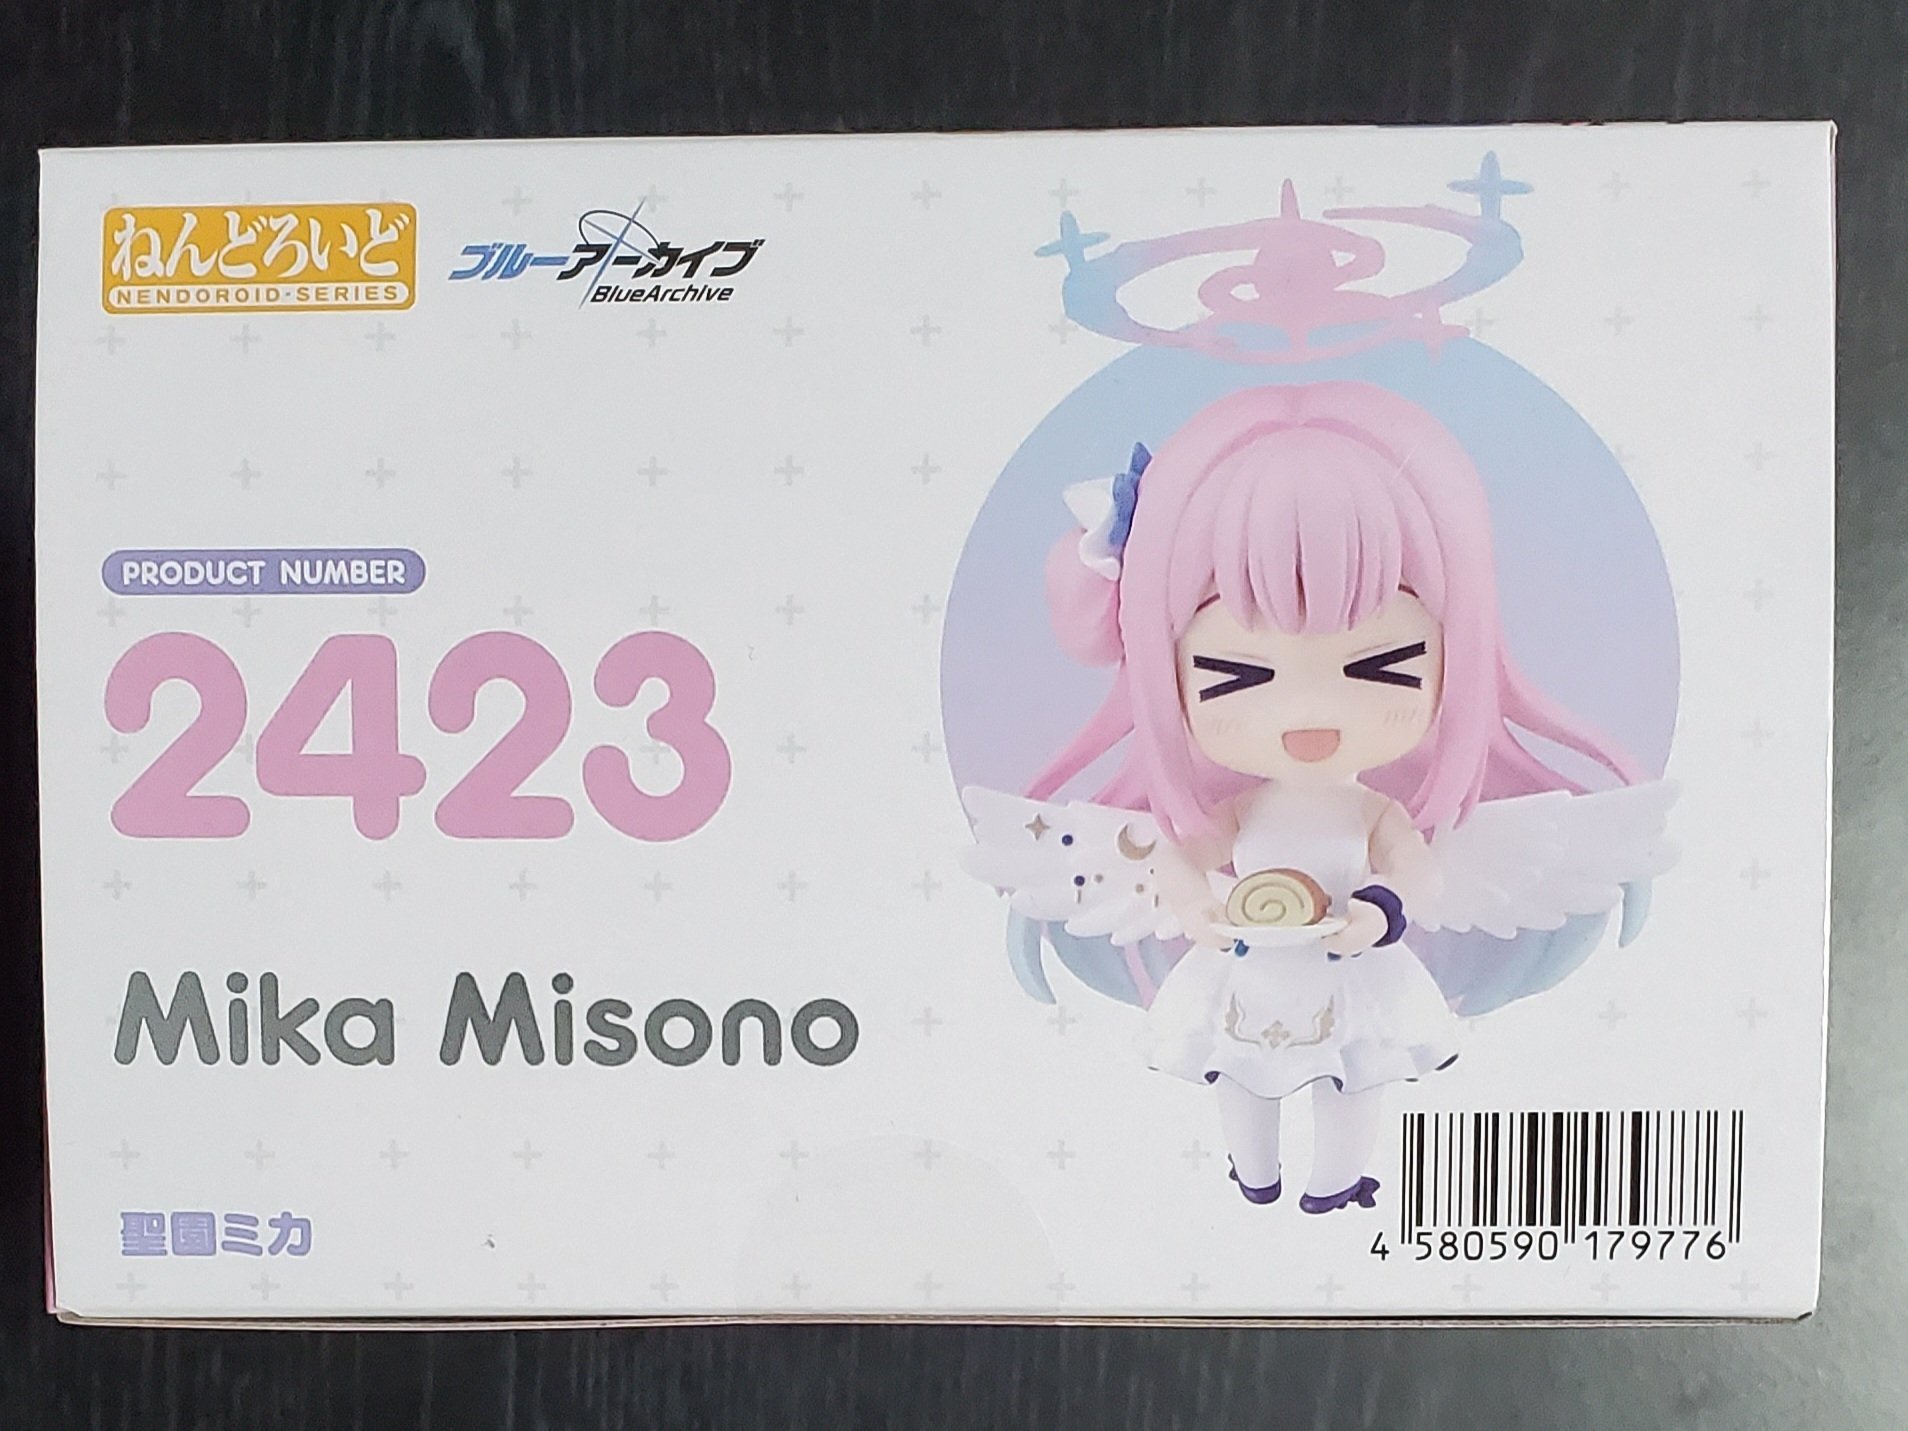 ねんどろいど
NENDOROID・SERIES
ブルーアーカイブ
BlueArchive
PRODUCT NUMBER
2423
Mika Misono
聖園ミカ
4 580590 179776